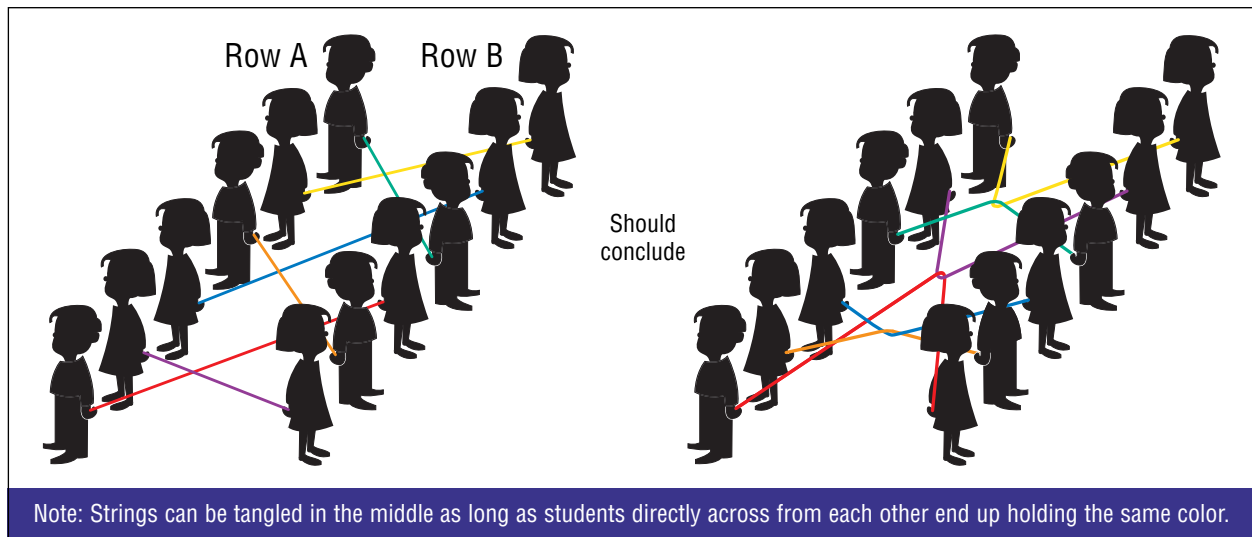 Row A
Row B
Should
conclude
Note: Strings can be tangled in the middle as long as students directly across from each other end up holding the same color.